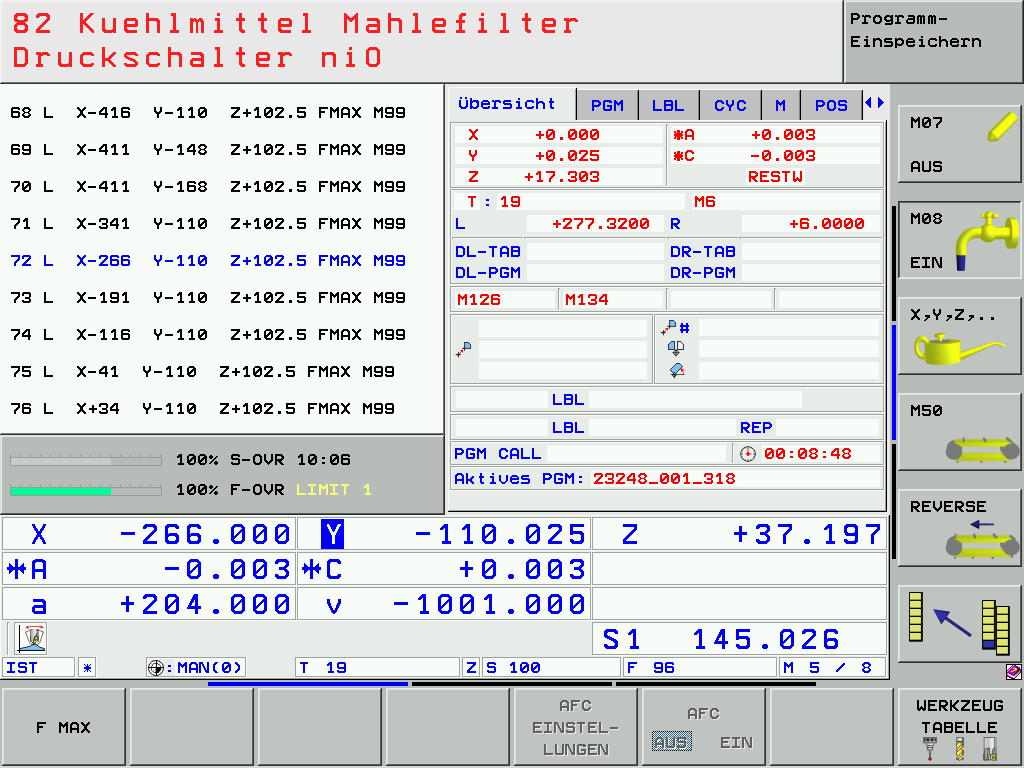 82 Kuehlmittel Mahlefilter
Druckschalter niO
Programm-
Einspeichern
68 L X-416 Y-110 Z+102.5 FMAX M99
69 L X-411 Y-148 Z+102.5 FMAX M99
70 L X-411 Y-168 Z+102.5 FMAX M99
71 L X-341 Y-110 Z+102.5 FMAX M99
72 L X-266 Y-110 Z+102.5 FMAX M99
73 L X-191 Y-110 Z+102.5 FMAX M99
74 L X-116 Y-110 Z+102.5 FMAX M99
75 L X-41 Y-110 Z+102.5 FMAX M99
76 L X+34 Y-110 Z+102.5 FMAX M99
100% S-OVR 10:06
100% F-OVR LIMIT 1
Übersicht PGM LBL CYC M POS
X +0.000 *A +0.003
Y +0.025 *C -0.003
Z +17.303 RESTW
T : 19 M6
L +277.3200 R +6.0000
DL-TAB DR-TAB
DL-PGM DR-PGM
M126 M134
#
LBL
LBL REP
PGM CALL 00:08:48
Aktives PGM: 23248_001_318
X -266.000 Y -110.025 Z +37.197
*A -0.003 *C +0.003
a +204.000 v -1001.000
S1 145.026
IST * :MAN(0) T 19 Z S 100 F 96 M 5 / 8
M07
AUS
M08
EIN
X,Y,Z,..
M50
REVERSE
F MAX
AFC
EINSTEL-
LUNGEN
AFC
AUS EIN
WERKZEUG
TABELLE